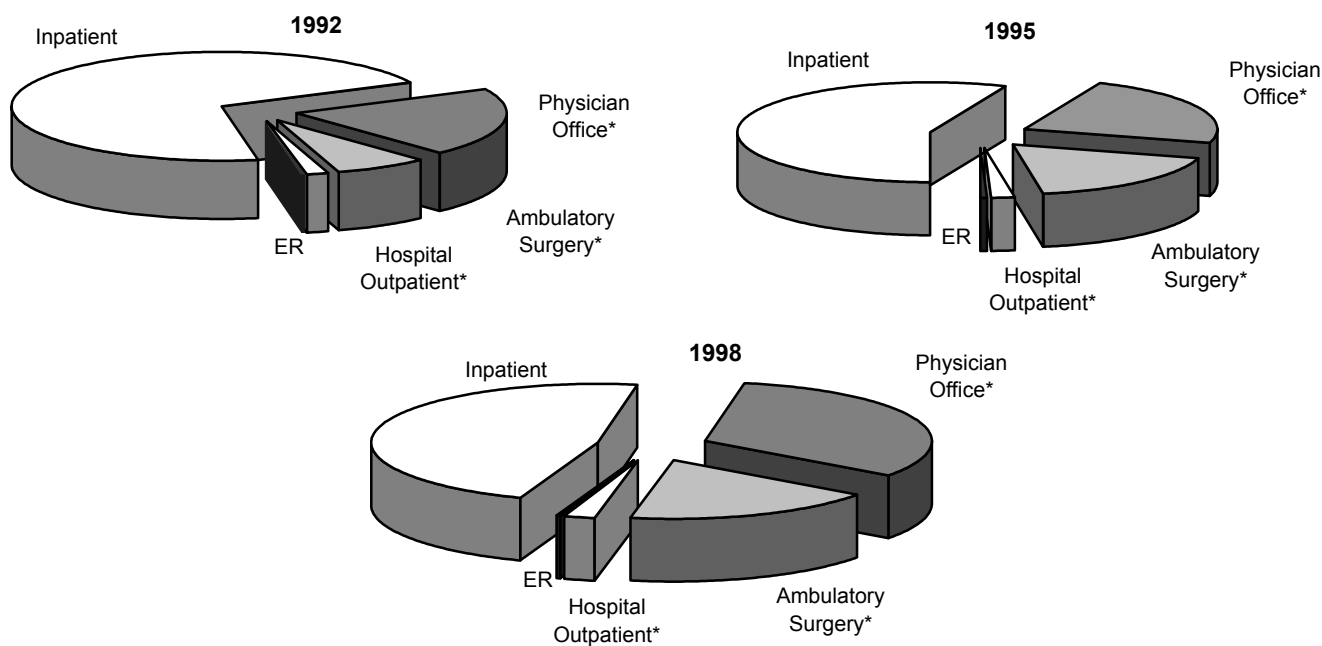 1992
Inpatient
Physician
Office*
Ambulatory
Surgery*
Hospital
Outpatient*
ER
1995
Inpatient
Physician
Office*
Ambulatory
Surgery*
Hospital
Outpatient*
ER
1998
Inpatient
Physician
Office*
Ambulatory
Surgery*
Hospital
Outpatient*
ER